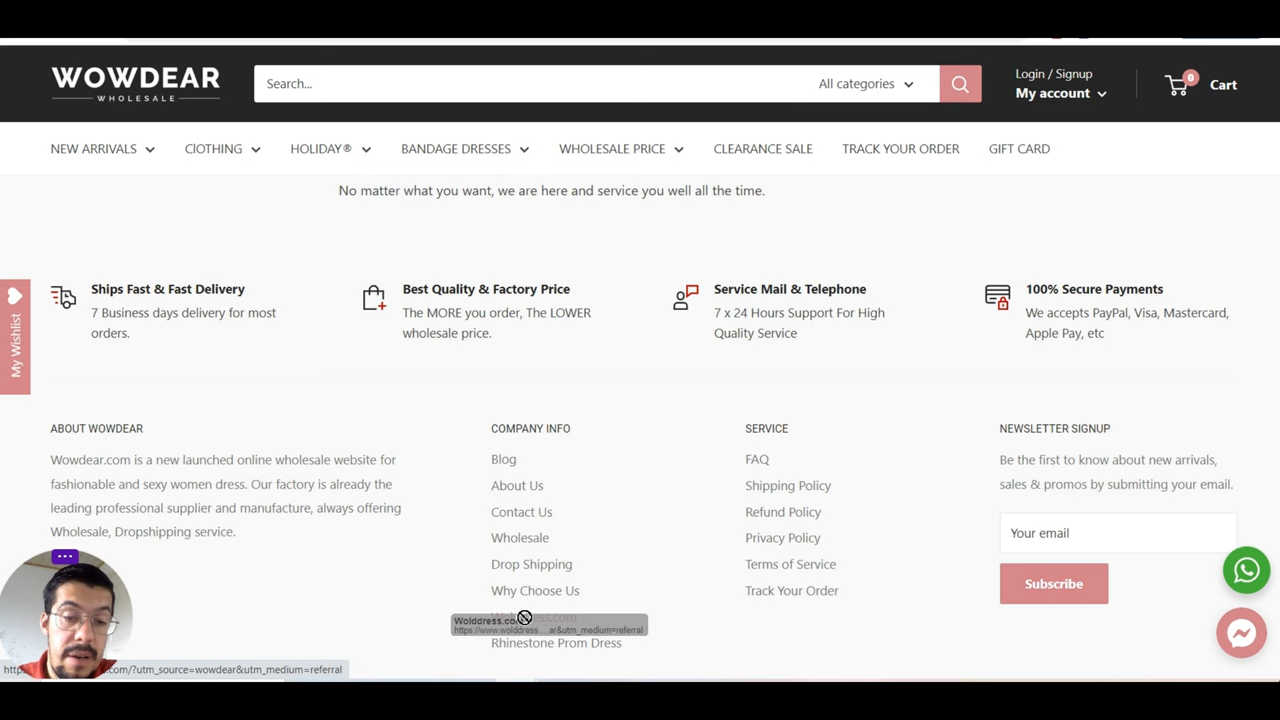 WOWDEAR
WHOLESALE
Search...
All categories
Login / Signup
My account
0
Cart
NEW ARRIVALS
ClOTHING
HOLIDAY®
BANDAGE DRESSES
WHOLESALE PRICE
CLEARANCE SALE
TRACK YOUR ORDER
GIFT CARD
No matter what you want, we are here and service you well all the time.
My Wishlist
Ships Fast & Fast Delivery
7 Business days delivery for most
orders.
Best Quality & Factory Price
The MORE you order, The LOWER
wholesale price.
Service Mail & Telephone
7 x 24 Hours Support For High
Quality Service
100% Secure Payments
We accepts PayPal, Visa, Mastercard,
Apple Pay, etc
ABOUT WOWDEAR
Wowdear.com is a new launched online wholesale website for
fashionable and sexy women dress. Our factory is already the
leading professional supplier and manufacture, always offering
Wholesale, Dropshipping service.
COMPANY INFO
Blog
About Us
Contact Us
Wholesale
Drop Shipping
Why Choose Us
Wolddress.co
https://www.wolddress. ... ar&utm_medium=referral
Rhinestone Prom Dress
SERVICE
FAQ
Shipping Policy
Refund Policy
Privacy Policy
Terms of Service
Track Your Order
NEWSLETTER SIGNUP
Be the first to know about new arrivals,
sales & promos by submitting your email.
Your email
Subscribe
.com/?utm_source=wowdear&utm_medium=referral